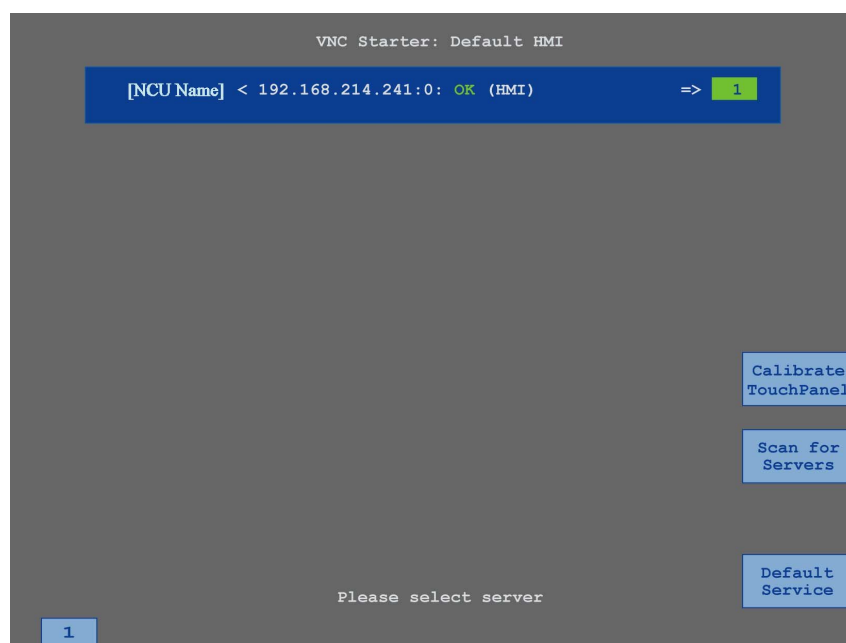 VNC Starter: Default HMI
[NCU Name] < 192.168.214.241:0: OK (HMI) => 1
Calibrate
TouchPanel
Scan for
Servers
Default
Service
Please select server
1